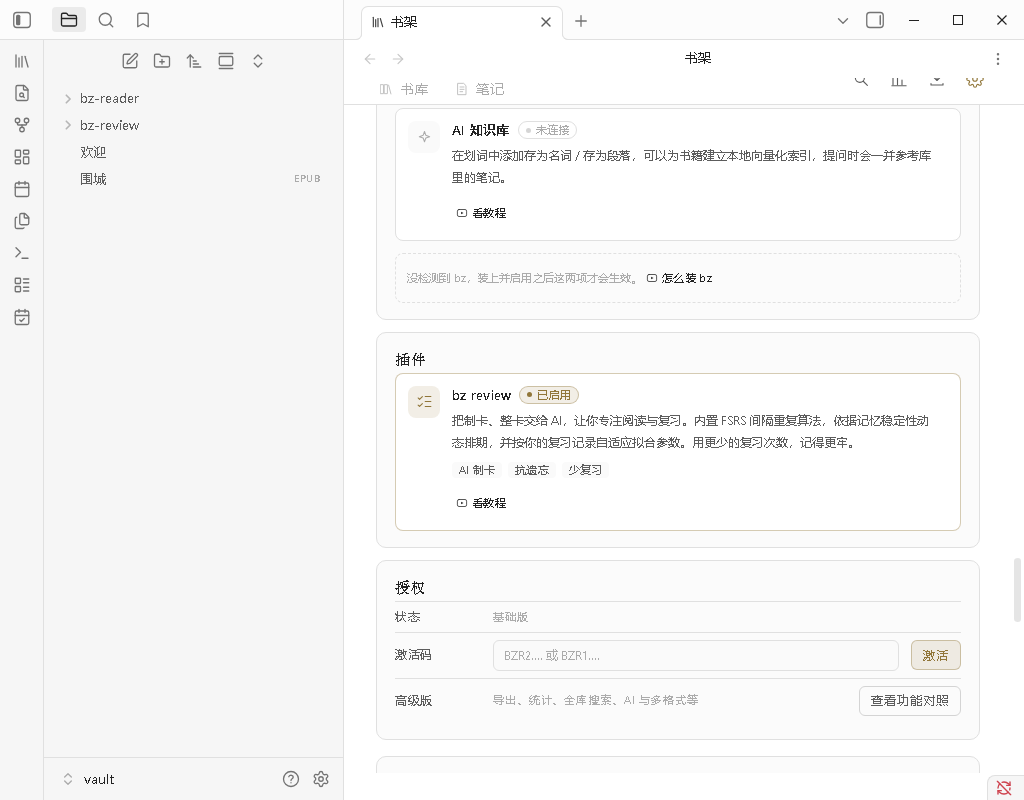 书架
书架
书库
笔记
bz-reader
bz-review
欢迎
围城
EPUB
AI 知识库
未连接
在划词中添加存为名词 / 存为段落，可以为书籍建立本地向量化索引，提问时会一并参考库
里的笔记。
看教程
没检测到 bz，装上并启用之后这两项才会生效。 怎么装 bz
插件
bz review
已启用
把制卡、整卡交给 AI，让你专注阅读与复习。内置 FSRS 间隔重复算法，依据记忆稳定性动
态排期，并按你的复习记录自适应拟合参数。用更少的复习次数，记得更牢。
AI 制卡 抗遗忘 少复习
看教程
授权
状态 基础版
激活码 BZR2.... 或 BZR1.... 激活
高级版 导出、统计、全库搜索、AI 与多格式等 查看功能对照
vault